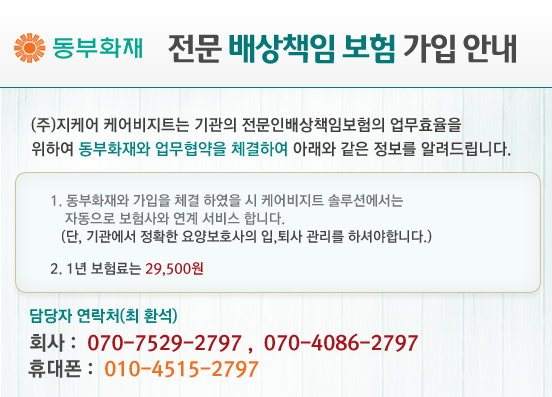 동부화재 전문 배상책임 보험 가입 안내
(주)지케어 케어비지트는 기관의 전문인배상책임보험의 업무효율을
위하여 동부화재와 업무협약을 체결하여 아래와 같은 정보를 알려드립니다.
1. 동부화재와 가입을 체결 하였을 시 케어비지트 솔루션에서는
자동으로 보험사와 연계 서비스 합니다.
(단, 기관에서 정확한 요양보호사의 입,퇴사 관리를 하셔야합니다.)
2. 1년 보험료는 29,500원
담당자 연락처(최 환석)
회사 : 070-7529-2797 , 070-4086-2797
휴대폰 : 010-4515-2797